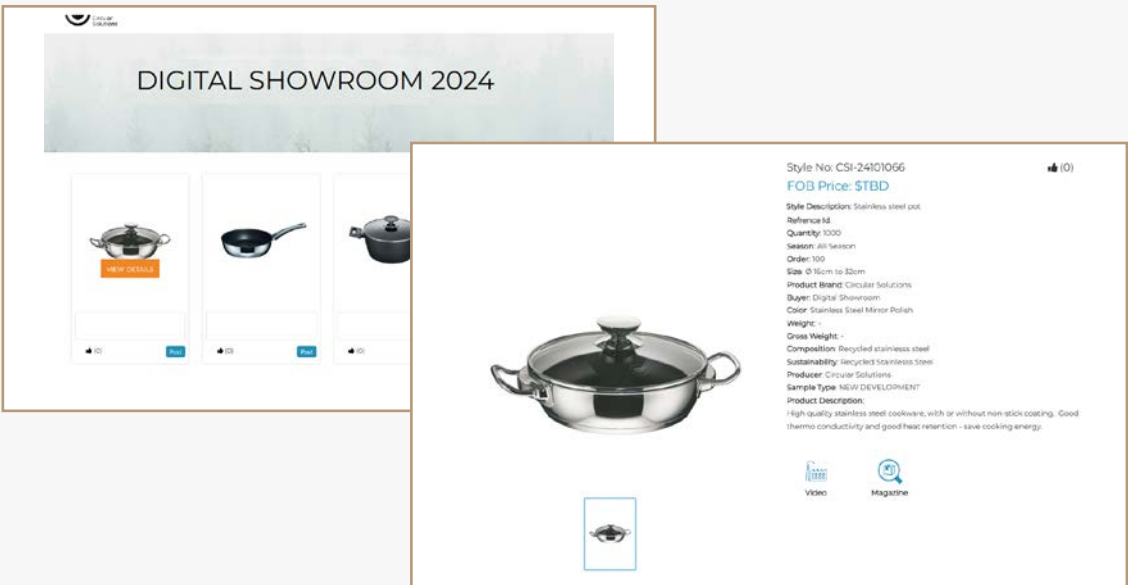 Circular
Solutions
DIGITAL SHOWROOM 2024
VIEW DETAILS
(0)
Post
(0)
Post
(0)
Style No: CSI-24101066
(0)
FOB Price: $TBD
Style Description: Stainless steel pot
Refrence Id:
Quantity: 1000
Season: All Season
Order: 100
Size: Ø 16cm to 32cm
Product Brand: Circular Solutions
Buyer: Digital Showroom
Color: Stainless Steel Mirror Polish
Weight: -
Gross Weight: -
Composition: Recycled stainless steel
Sustainability: Recycled Stainless Steel
Producer: Circular Solutions
Sample Type: NEW DEVELOPMENT
Product Description:
High quality stainless steel cookware, with or without non-stick coating. Good
thermo conductivity and good heat retention - save cooking energy.
Video
Magazine